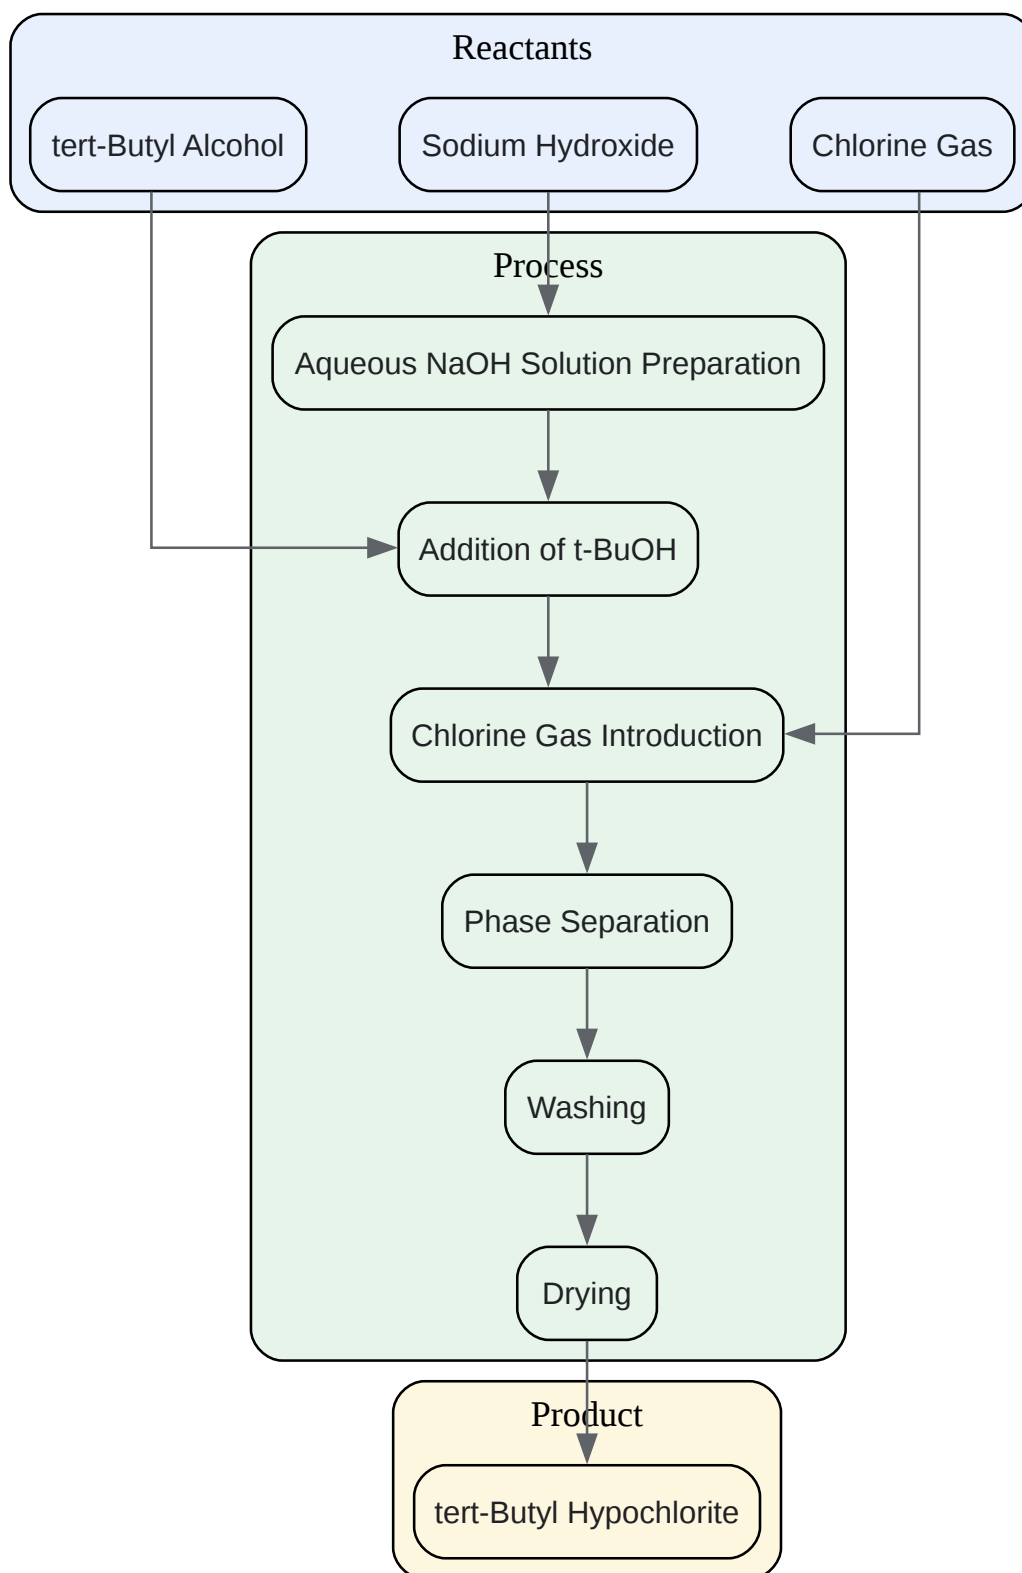 Reactants
tert-Butyl Alcohol
Sodium Hydroxide
Chlorine Gas
Process
Aqueous NaOH Solution Preparation
Addition of t-BuOH
Chlorine Gas Introduction
Phase Separation
Washing
Drying
Product
tert-Butyl Hypochlorite